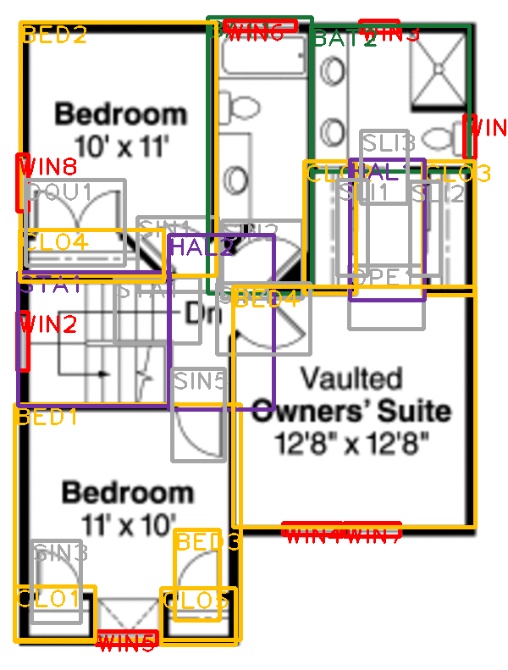 BED2
WIN6
BAT2
WIN3
SLI3
WIN
Bedroom
10' x 11'
WIN8
DOU1
HAL1
CLO3
SLI1
SLI2
CLO4
SIN1
SIN2
HAL2
OPE1
STA1
STA1
BED4
Dn
WIN2
SIN5
Vaulted
Owners' Suite
12'8" x 12'8"
BED1
Bedroom
11' x 10'
WIN4
WIN7
SIN3
BED3
CLO1
CLO5
WIN5